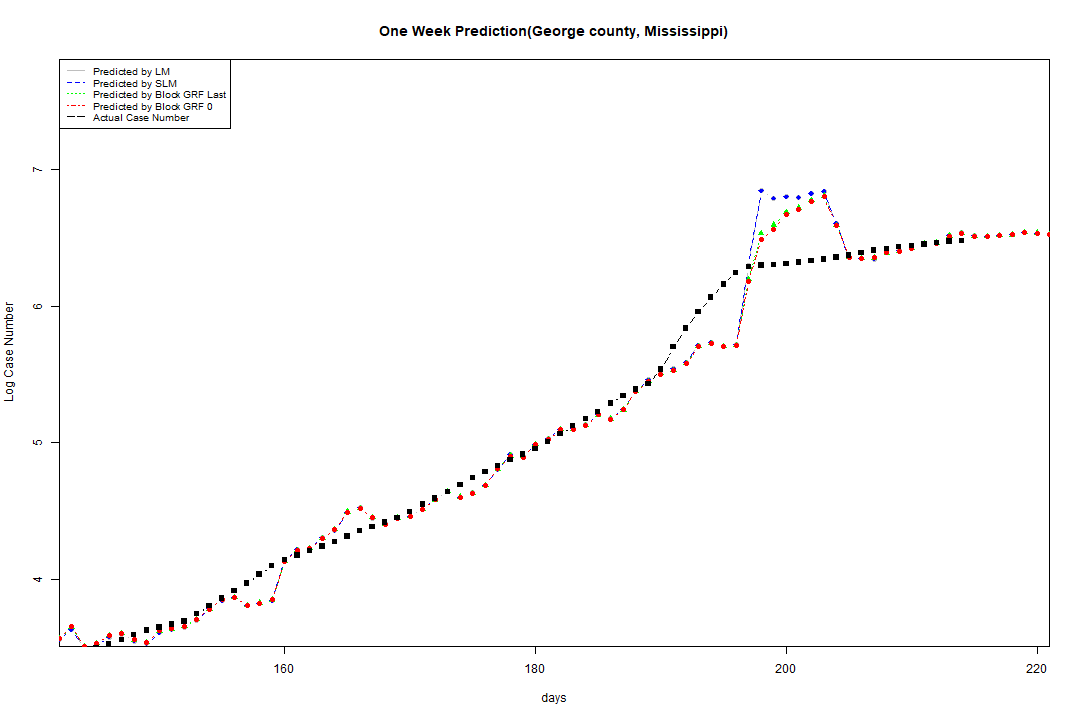 One Week Prediction(George county, Mississippi)
Predicted by LM
Predicted by SLM
Predicted by Block GRF Last
Predicted by Block GRF 0
Actual Case Number
7
6
5
4
Log Case Number
160
180
200
220
days